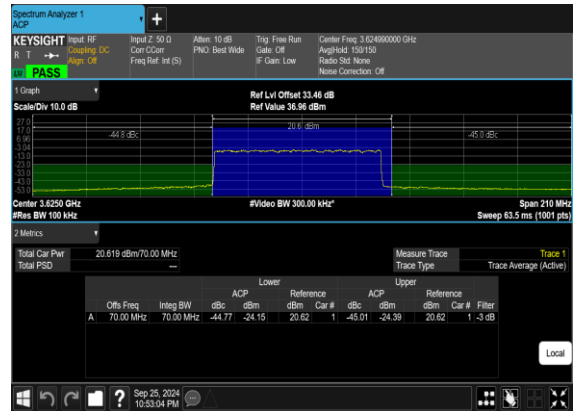 Spectrum Analyzer 1
ACP
KEYSIGHT Input: RF Input Z: 50 Ω Atten: 10 dB Trig: Free Run Center Freq: 3.624990000 GHz
R T Coupling: DC Corr CCorr PNO: Best Wide Gate: Off Avg|Hold: 150/150
Align: Off Freq Ref: Int (S) IF Gain: Low Radio Std: None
PASS Noise Correction: Off
1 Graph Ref Lvl Offset 33.46 dB
Scale/Div 10.0 dB Ref Value 36.96 dBm
27.0
17.0
6.96
-3.04
-13.0
-23.0
-33.0
-43.0
-53.0
-44.8 dBc 20.6 dBm -45.0 dBc
Center 3.6250 GHz #Video BW 300.00 kHz* Span 210 MHz
#Res BW 100 kHz Sweep 63.5 ms (1001 pts)
2 Metrics
Total Car Pwr 20.619 dBm/70.00 MHz Measure Trace Trace 1
Total PSD --- Trace Type Trace Average (Active)
Lower Upper
ACP Reference ACP Reference
Offs Freq Integ BW dBc dBm dBm Car # dBc dBm dBm Car # Filter
A 70.00 MHz 70.00 MHz -44.77 -24.15 20.62 1 -45.01 -24.39 20.62 1 -3 dB
Local
? Sep 25, 2024
10:53:04 PM